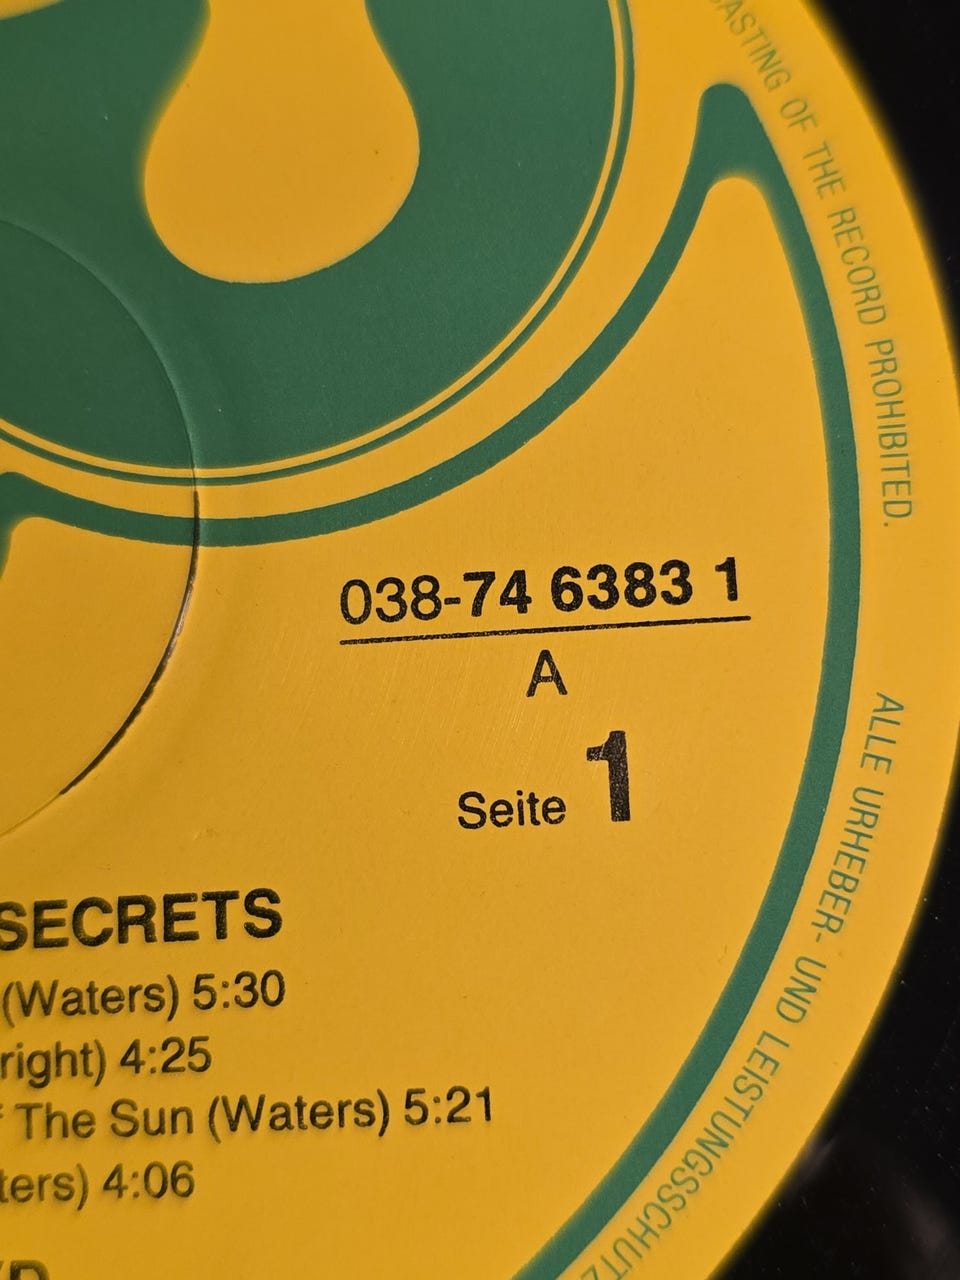 CASTING OF THE RECORD PROHIBITED.
038-74 6383 1
A
Seite 1
SECRETS
(Waters) 5:30
right) 4:25
The Sun (Waters) 5:21
ters) 4:06
ALLE URHEBER- UND LEISTUNGSSCHUTZ